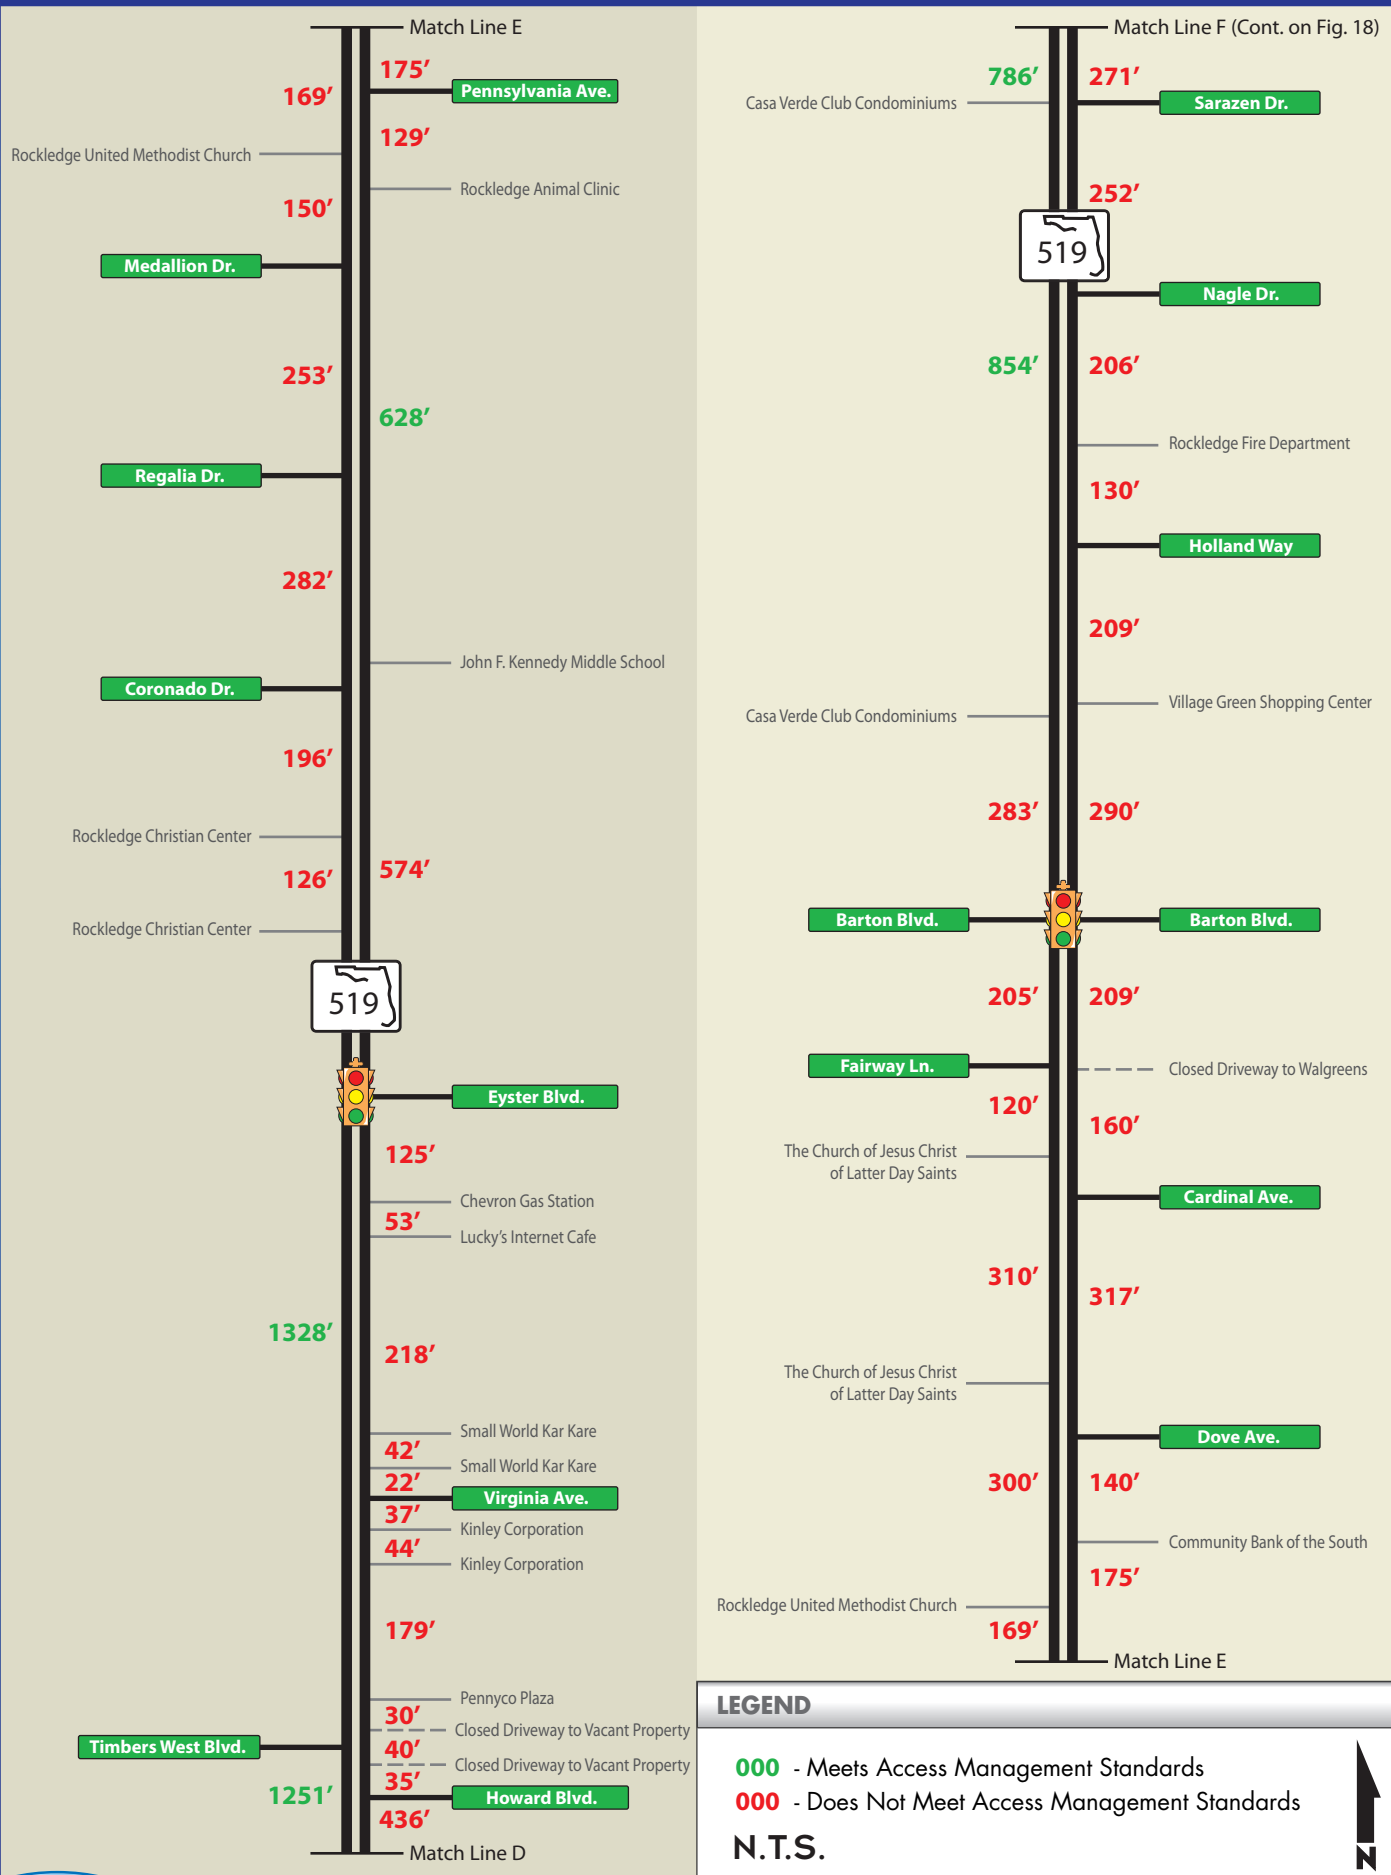 Match Line E
175'
Pennsylvania Ave.
169'
129'
Rockledge United Methodist Church
Rockledge Animal Clinic
150'
Medallion Dr.
253'
628'
Regalia Dr.
282'
John F. Kennedy Middle School
Coronado Dr.
196'
Rockledge Christian Center
574'
126'
Rockledge Christian Center
519
Eyster Blvd.
125'
Chevron Gas Station
53'
Lucky's Internet Cafe
1328'
218'
Small World Kar Kare
42'
Small World Kar Kare
22'
Virginia Ave.
37'
Kinley Corporation
44'
Kinley Corporation
179'
Pennyco Plaza
30'
Closed Driveway to Vacant Property
Timbers West Blvd.
40'
Closed Driveway to Vacant Property
35'
1251'
Howard Blvd.
436'
Match Line D
Match Line F (Cont. on Fig. 18)
786'
271'
Casa Verde Club Condominiums
Sarazen Dr.
252'
519
Nagle Dr.
854'
206'
Rockledge Fire Department
130'
Holland Way
209'
Village Green Shopping Center
Casa Verde Club Condominiums
283'
290'
Barton Blvd.
Barton Blvd.
205'
209'
Fairway Ln.
Closed Driveway to Walgreens
120'
160'
The Church of Jesus Christ
of Latter Day Saints
Cardinal Ave.
310'
317'
The Church of Jesus Christ
of Latter Day Saints
Dove Ave.
300'
140'
Community Bank of the South
175'
Rockledge United Methodist Church
169'
Match Line E
LEGEND
000 - Meets Access Management Standards
000 - Does Not Meet Access Management Standards
N.T.S.
N